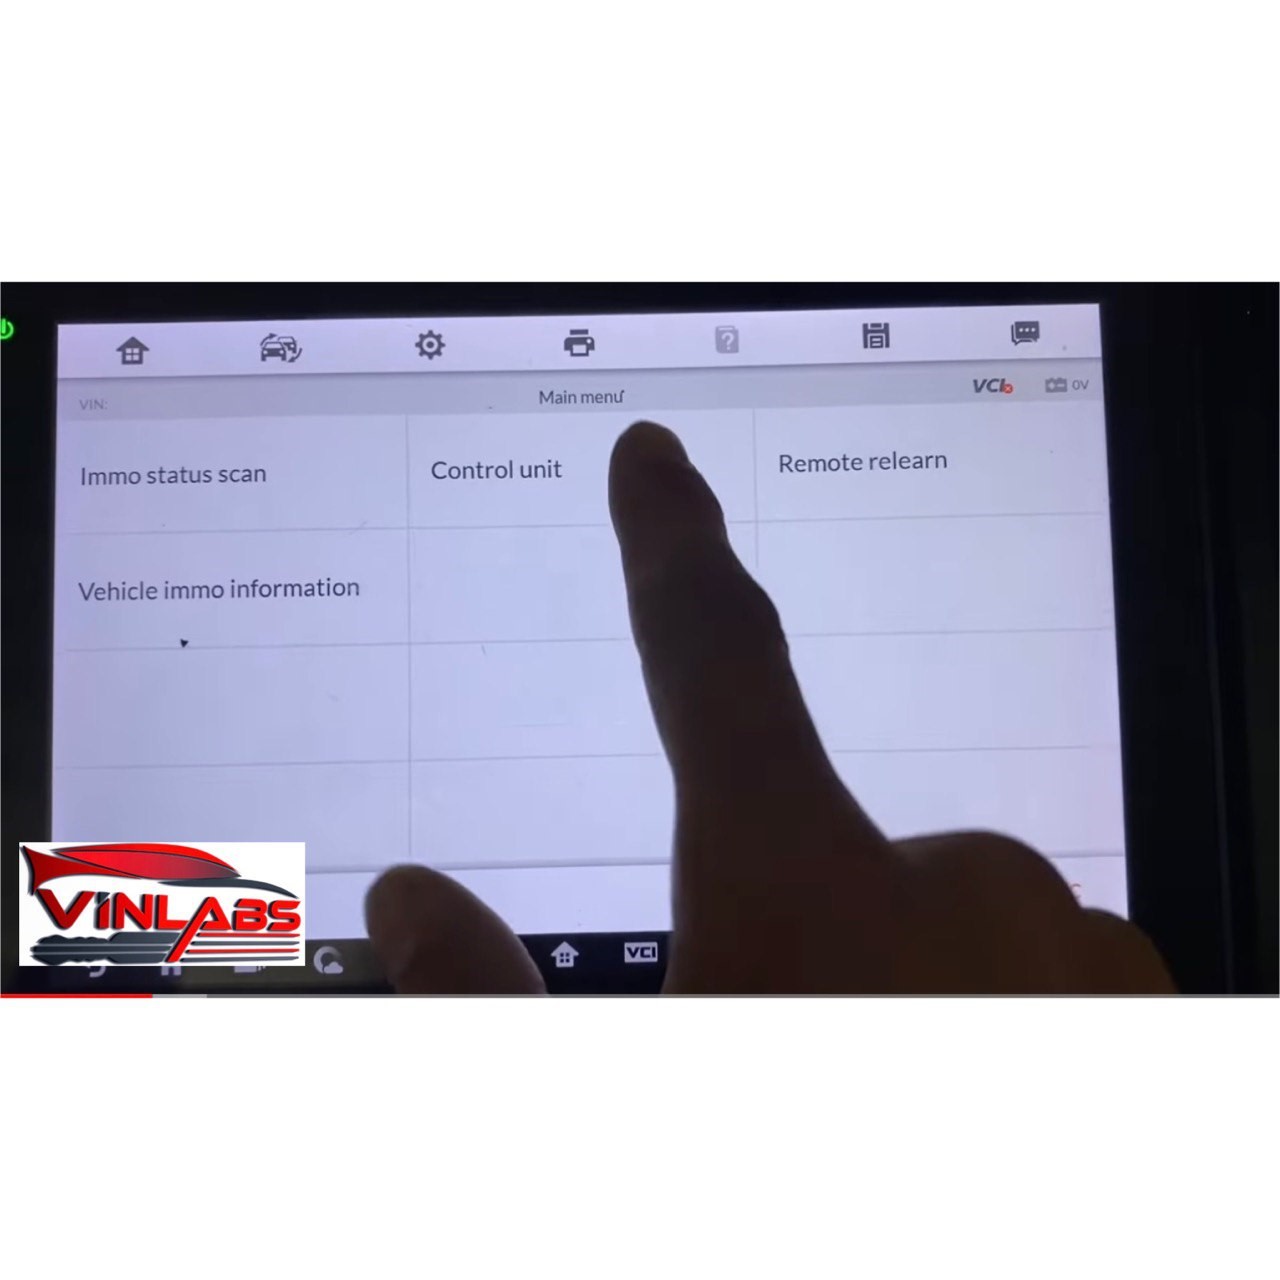 VIN:
Main menu
VCI
0V
Immo status scan
Control unit
Remote relearn
Vehicle immo information
VINLABS
VCI